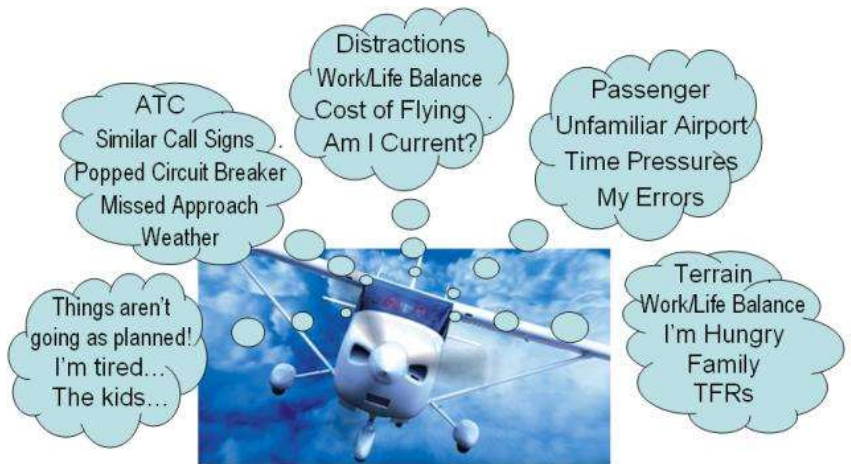 Distractions
Work/Life Balance
Cost of Flying
Am I Current?
ATC
Similar Call Signs
Popped Circuit Breaker
Missed Approach
Weather
Passenger
Unfamiliar Airport
Time Pressures
My Errors
Things aren't
going as planned!
I'm tired...
The kids...
Terrain
Work/Life Balance
I'm Hungry
Family
TFRs